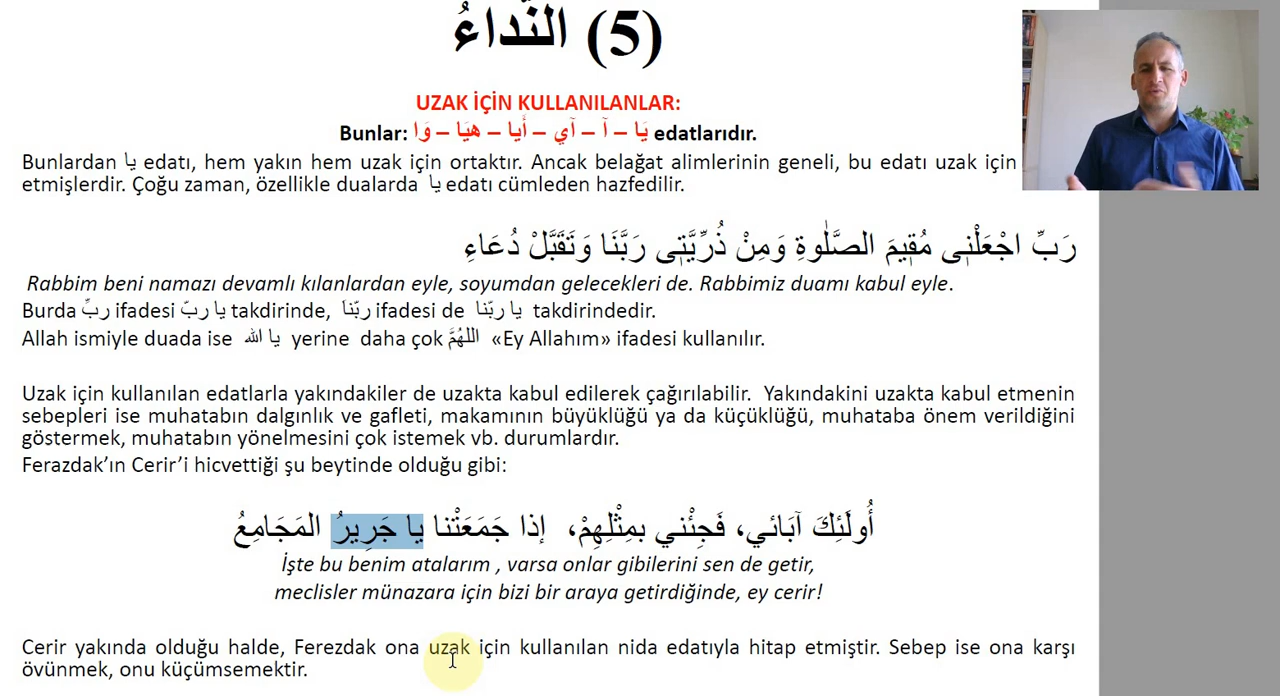 (5) النّداءُ
UZAK İÇİN KULLANILANLAR:
Bunlar: يَا – آ – آي – أَيا – هيَا – وَا edatlarıdır.
Bunlardan يا edatı, hem yakın hem uzak için ortaktır. Ancak belağat alimlerinin geneli, bu edatı uzak için
etmişlerdir. Çoğu zaman, özellikle dualarda يا edatı cümleden hazfedilir.
رَبِّ اجْعَلْنٖى مُقٖيمَ الصَّلٰوةِ وَمِنْ ذُرِّيَّتٖى رَبَّنَا وَتَقَبَّلْ دُعَاءِ
Rabbim beni namazı devamlı kılanlardan eyle, soyumdan gelecekleri de. Rabbimiz duamı kabul eyle.
Burda ربِّ ifadesi يا ربّ takdirinde, ربّنَا ifadesi de يا ربّنا takdirindedir.
Allah ismiyle duada ise يا الله yerine daha çok اللهُمَّ «Ey Allahım» ifadesi kullanılır.
Uzak için kullanılan edatlarla yakındakiler de uzakta kabul edilerek çağırılabilir. Yakındakini uzakta kabul etmenin
sebepleri ise muhatabın dalgınlık ve gafleti, makamının büyüklüğü ya da küçüklüğü, muhataba önem verildiğini
göstermek, muhatabın yönelmesini çok istemek vb. durumlardır.
Ferazdak’ın Cerir’i hicvettiği şu beytinde olduğu gibi:
أُولَئِكَ آبَائي، فَجِئْني بمِثْلِهِمْ، إذا جَمَعَتْنا يا جَرِيرُ المَجَامِعُ
İşte bu benim atalarım , varsa onlar gibilerini sen de getir,
meclisler münazara için bizi bir araya getirdiğinde, ey cerir!
Cerir yakında olduğu halde, Ferezdak ona uzak için kullanılan nida edatıyla hitap etmiştir. Sebep ise ona karşı
övünmek, onu küçümsemektir.